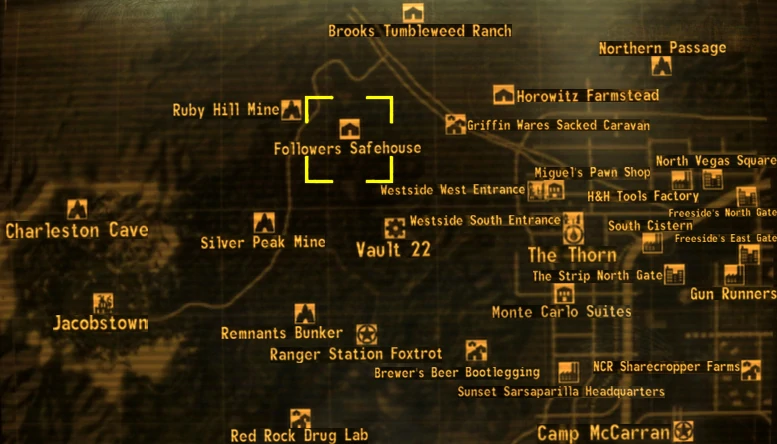 Brooks Tumbleweed Ranch
Northern Passage
Horowitz Farmstead
Ruby Hill Mine
Griffin Wares Sacked Caravan
Followers Safehouse
North Vegas Square
Miguel's Pawn Shop
Westside West Entrance
H&H Tools Factory
Freeside's North Gate
Westside South Entrance
South Cistern
Charleston Cave
Freeside's East Gate
Silver Peak Mine
Vault 22
The Thorn
The Strip North Gate
Gun Runners
Monte Carlo Suites
Jacobstown
Remnants Bunker
Ranger Station Foxtrot
Brewer's Beer Bootlegging
NCR Sharecropper Farms
Sunset Sarsaparilla Headquarters
Red Rock Drug Lab
Camp McCarran